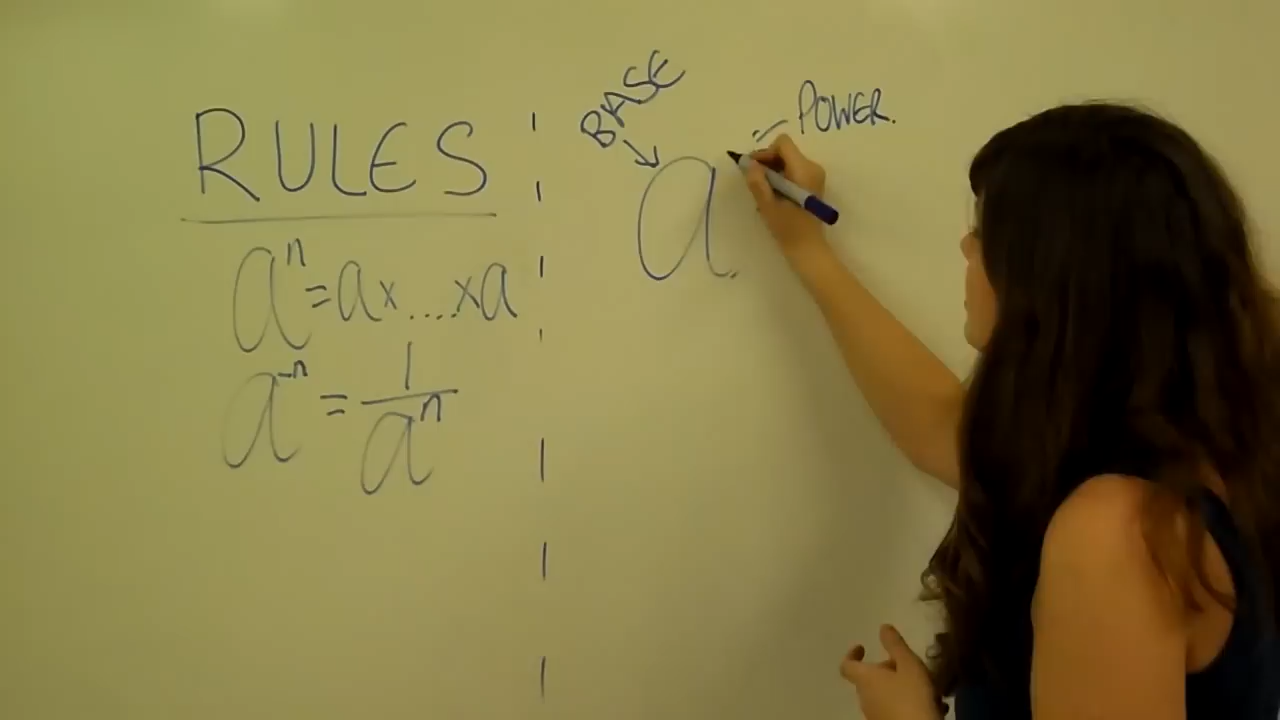 RULES
aⁿ = a × .... × a
a⁻ⁿ = 1/aⁿ
BASE
POWER.
a